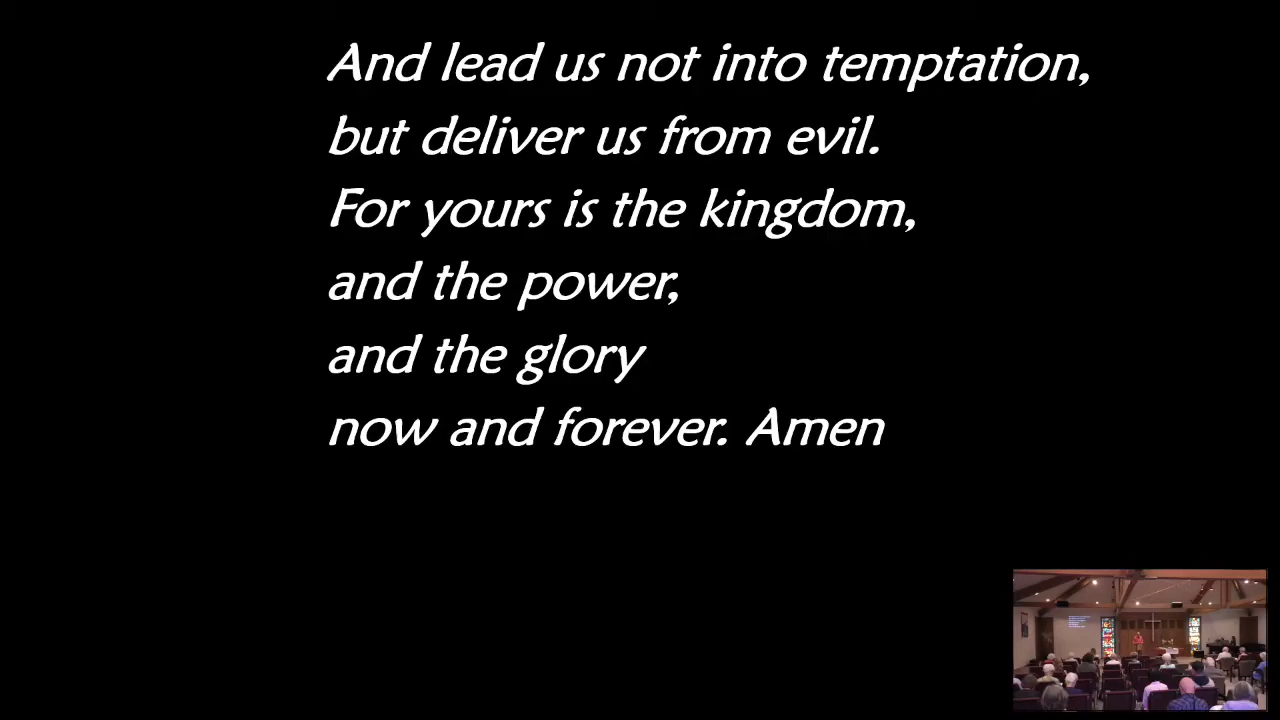 And lead us not into temptation,
but deliver us from evil.
For yours is the kingdom,
and the power,
and the glory
now and forever. Amen